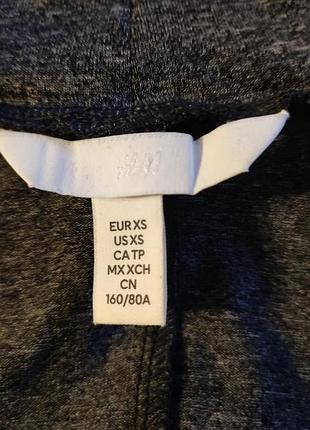 H&M
EUR XS
US XS
CA TP
MX XCH
CN
160/80A